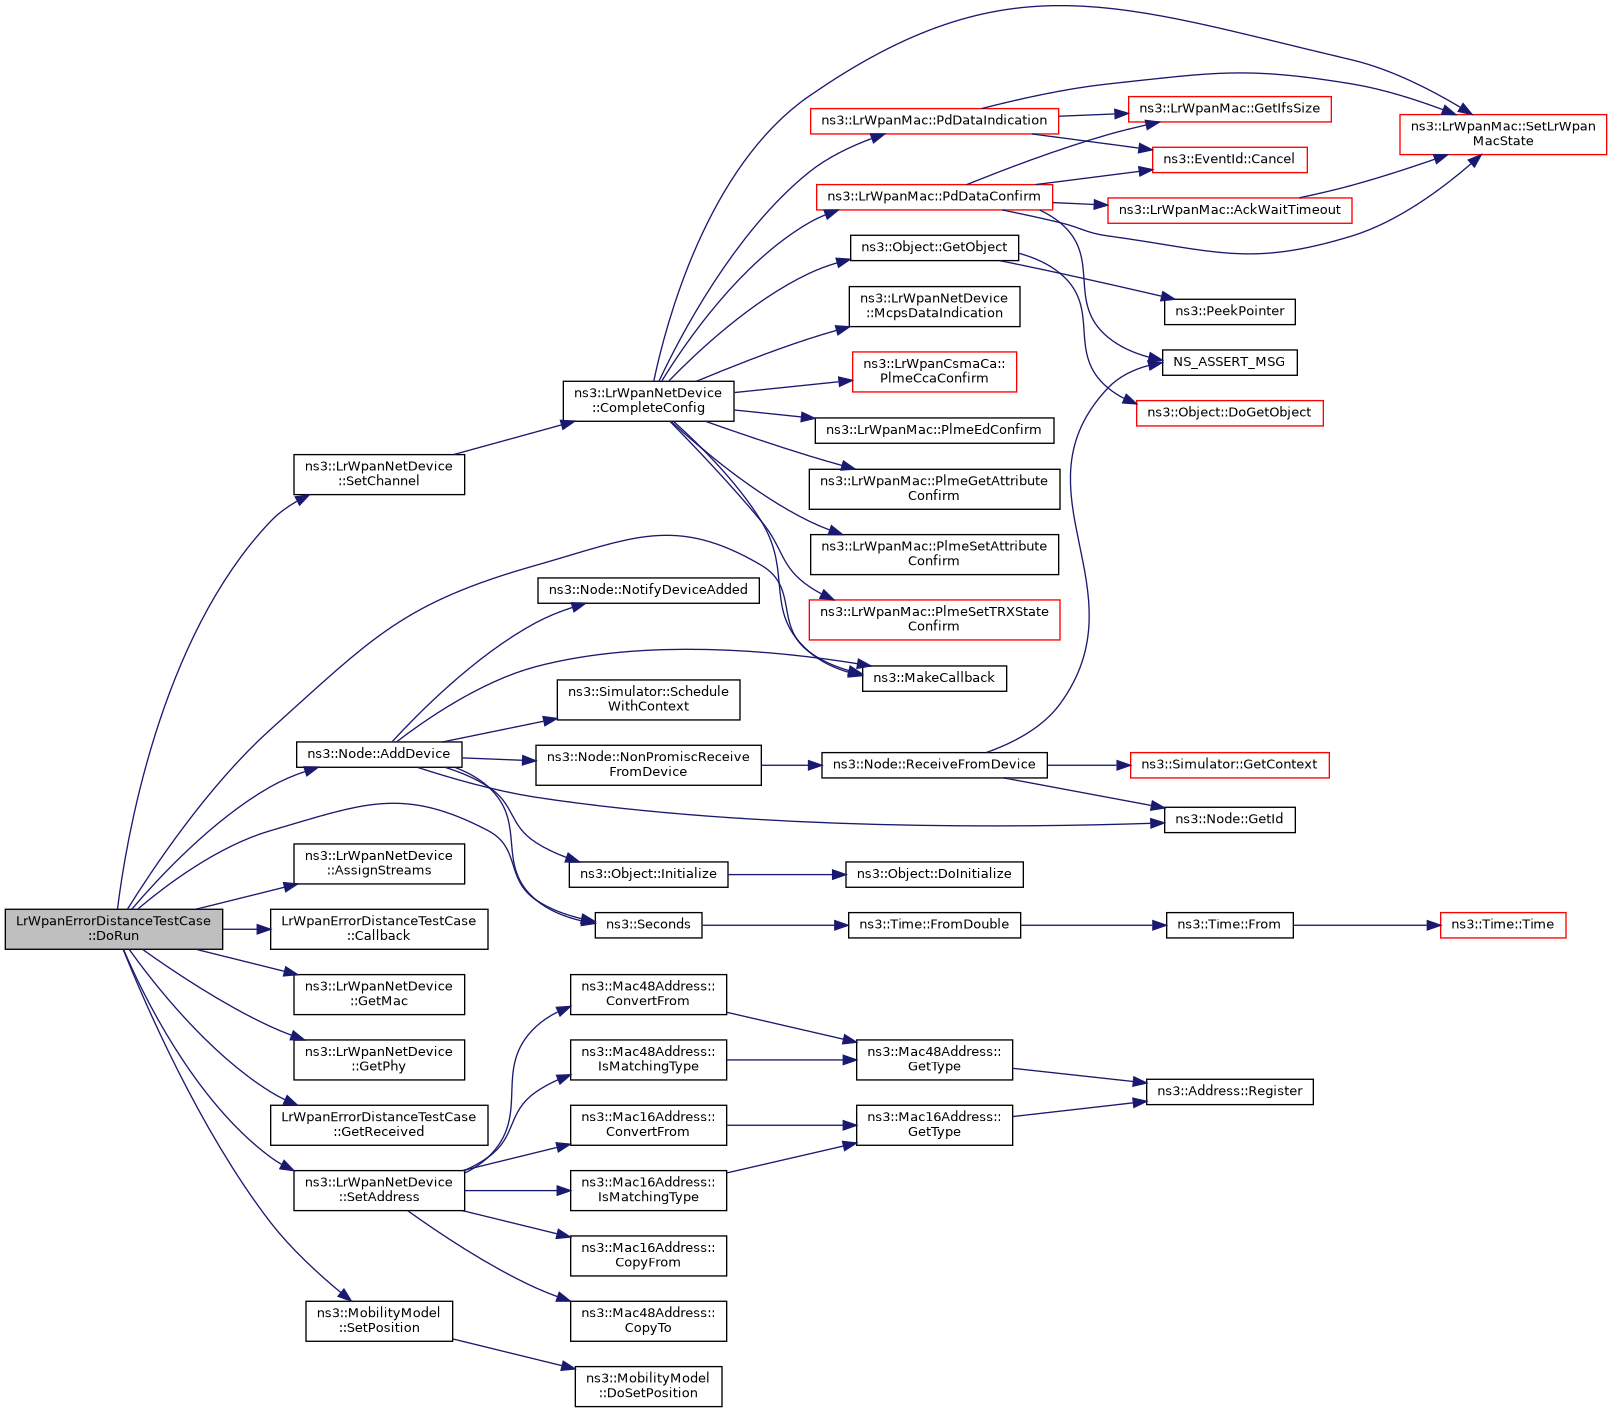 LrWpanErrorDistanceTestCase
::DoRun
ns3::LrWpanNetDevice
::SetChannel
ns3::Node::AddDevice
ns3::LrWpanNetDevice
::AssignStreams
LrWpanErrorDistanceTestCase
::Callback
ns3::LrWpanNetDevice
::GetMac
ns3::LrWpanNetDevice
::GetPhy
LrWpanErrorDistanceTestCase
::GetReceived
ns3::LrWpanNetDevice
::SetAddress
ns3::MobilityModel
::SetPosition
ns3::LrWpanNetDevice
::CompleteConfig
ns3::Node::NotifyDeviceAdded
ns3::Simulator::Schedule
WithContext
ns3::Node::NonPromiscReceive
FromDevice
ns3::Object::Initialize
ns3::Seconds
ns3::Mac48Address::
ConvertFrom
ns3::Mac48Address::
IsMatchingType
ns3::Mac16Address::
ConvertFrom
ns3::Mac16Address::
IsMatchingType
ns3::Mac16Address::
CopyFrom
ns3::Mac48Address::
CopyTo
ns3::MobilityModel
::DoSetPosition
ns3::LrWpanMac::PdDataIndication
ns3::LrWpanMac::PdDataConfirm
ns3::Object::GetObject
ns3::LrWpanNetDevice
::McpsDataIndication
ns3::LrWpanCsmaCa::
PlmeCcaConfirm
ns3::LrWpanMac::PlmeEdConfirm
ns3::LrWpanMac::PlmeGetAttribute
Confirm
ns3::LrWpanMac::PlmeSetAttribute
Confirm
ns3::LrWpanMac::PlmeSetTRXState
Confirm
ns3::MakeCallback
ns3::Node::ReceiveFromDevice
ns3::Object::DoInitialize
ns3::Time::FromDouble
ns3::Mac48Address::
GetType
ns3::Mac16Address::
GetType
ns3::LrWpanMac::GetIfsSize
ns3::EventId::Cancel
ns3::LrWpanMac::AckWaitTimeout
ns3::PeekPointer
NS_ASSERT_MSG
ns3::Object::DoGetObject
ns3::Simulator::GetContext
ns3::Node::GetId
ns3::Time::From
ns3::Address::Register
ns3::LrWpanMac::SetLrWpan
MacState
ns3::Time::Time